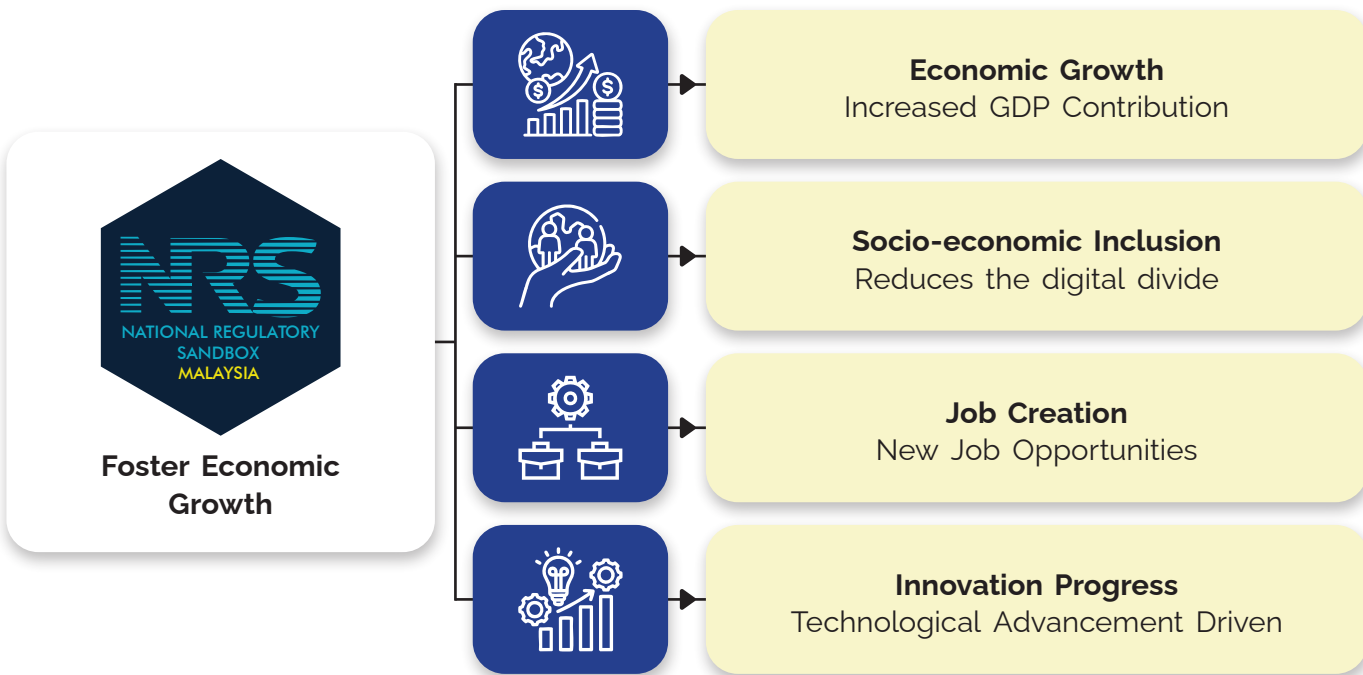 NRS
NATIONAL REGULATORY
SANDBOX
MALAYSIA
Foster Economic
Growth
$
$
Economic Growth
Increased GDP Contribution
Socio-economic Inclusion
Reduces the digital divide
Job Creation
New Job Opportunities
Innovation Progress
Technological Advancement Driven